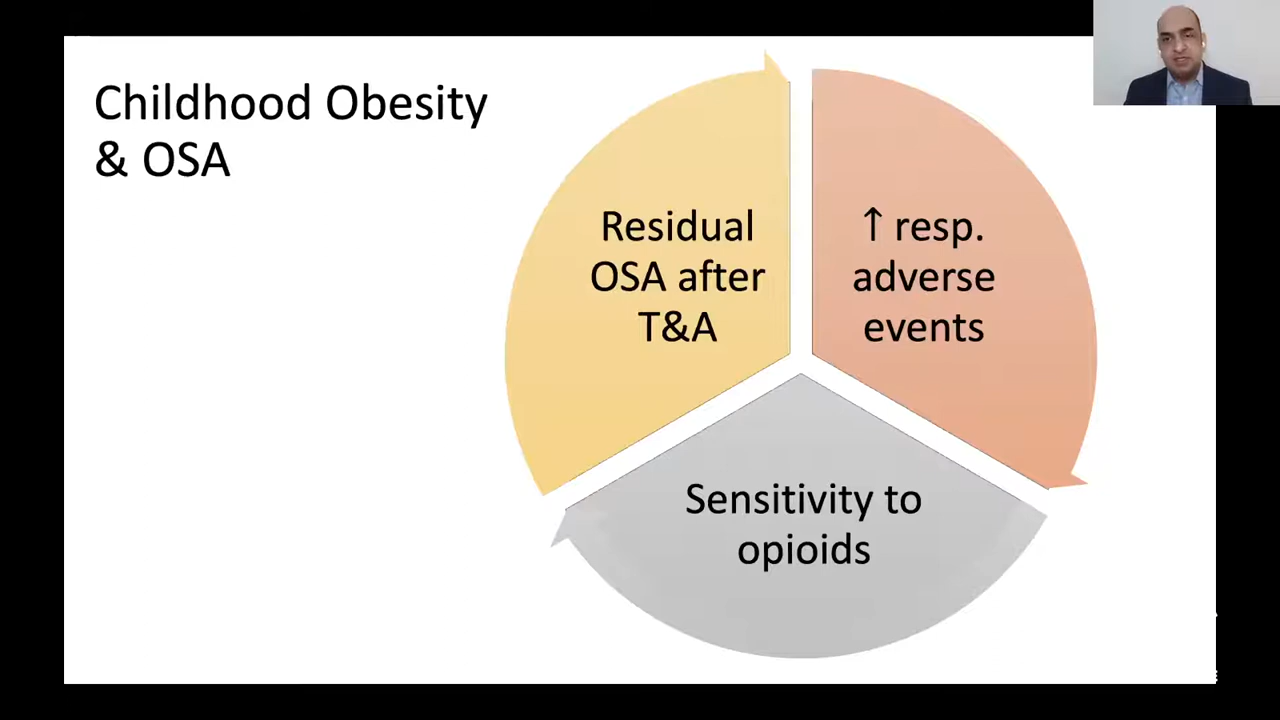 Childhood Obesity
& OSA
Residual
OSA after
T&A
↑ resp.
adverse
events
Sensitivity to
opioids